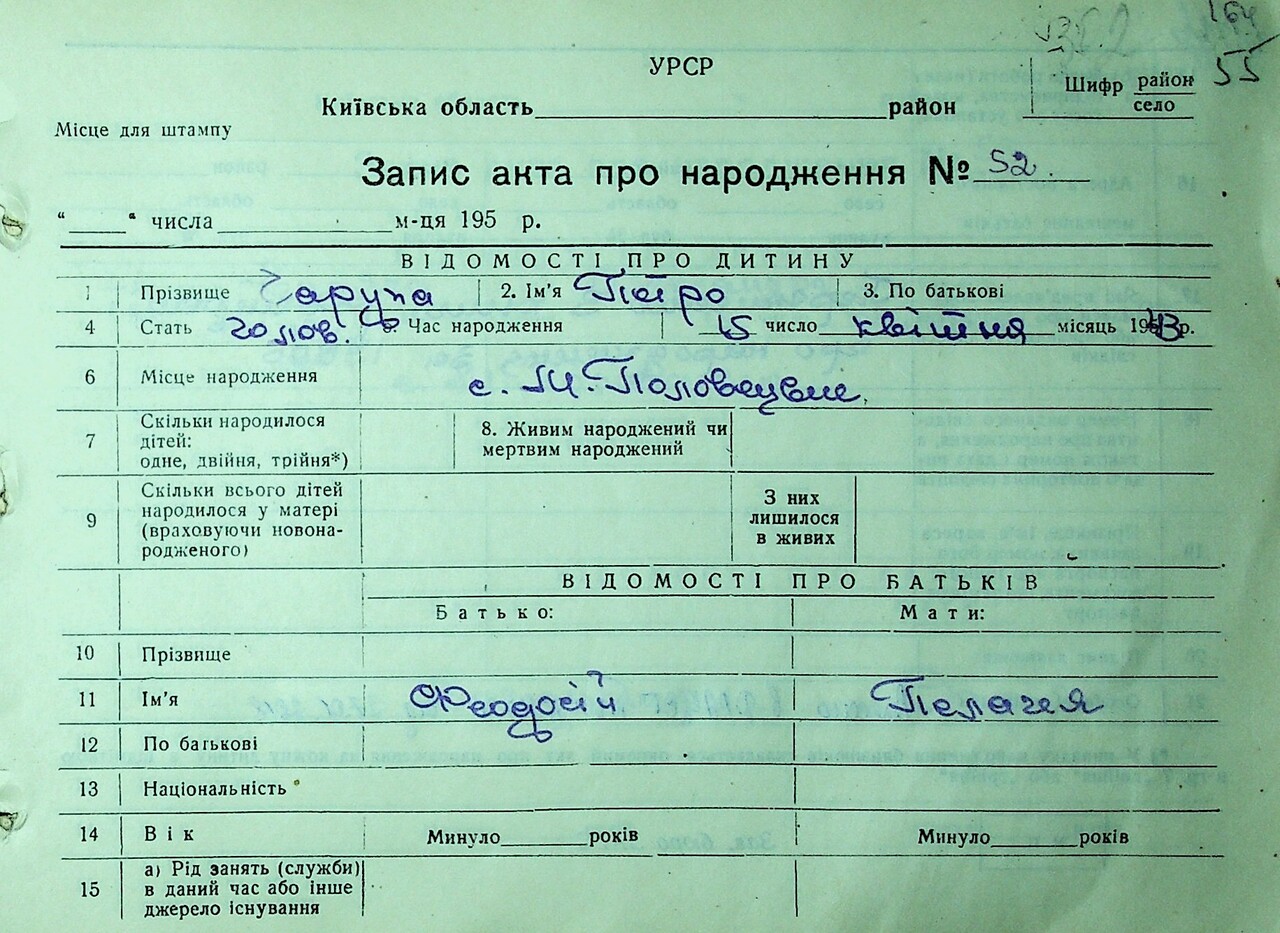 164
352
55
УРСР
Київська область район
Шифр район
село
Місце для штампу
Запис акта про народження № 52.
“ “ числа м-ця 195 р.
ВІДОМОСТІ ПРО ДИТИНУ
1 Прізвище Гарупа 2. Ім'я Петро 3. По батькові
4 Стать Чолов. 5. Час народження 15 число квітня місяць 1943 р.
6 Місце народження с. М. Половецьке.
7 Скільки народилося дітей: одне, двійня, трійня*) 8. Живим народжений чи мертвим народжений
9 Скільки всього дітей народилося у матері (враховуючи новонародженого) З них лишилося в живих
ВІДОМОСТІ ПРО БАТЬКІВ
Батько: Мати:
10 Прізвище
11 Ім'я Феодосій Пелагея
12 По батькові
13 Національність
14 Вік Минуло років Минуло років
15 а) Рід занять (служби) в даний час або інше джерело існування